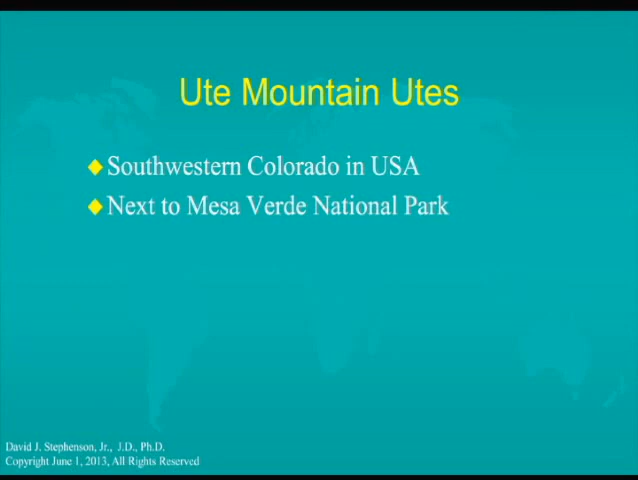 Ute Mountain Utes
Southwestern Colorado in USA
Next to Mesa Verde National Park
David J. Stephenson, Jr., J.D., Ph.D.
Copyright June 1, 2013, All Rights Reserved